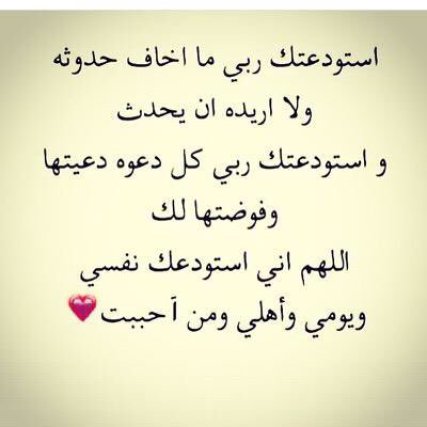 استودعتك ربي ما اخاف حدوثه
ولا اريده ان يحدث
و استودعتك ربي كل دعوه دعيتها
وفوضتها لك
اللهم اني استودعك نفسي
ويومي وأهلي ومن آحببت💗